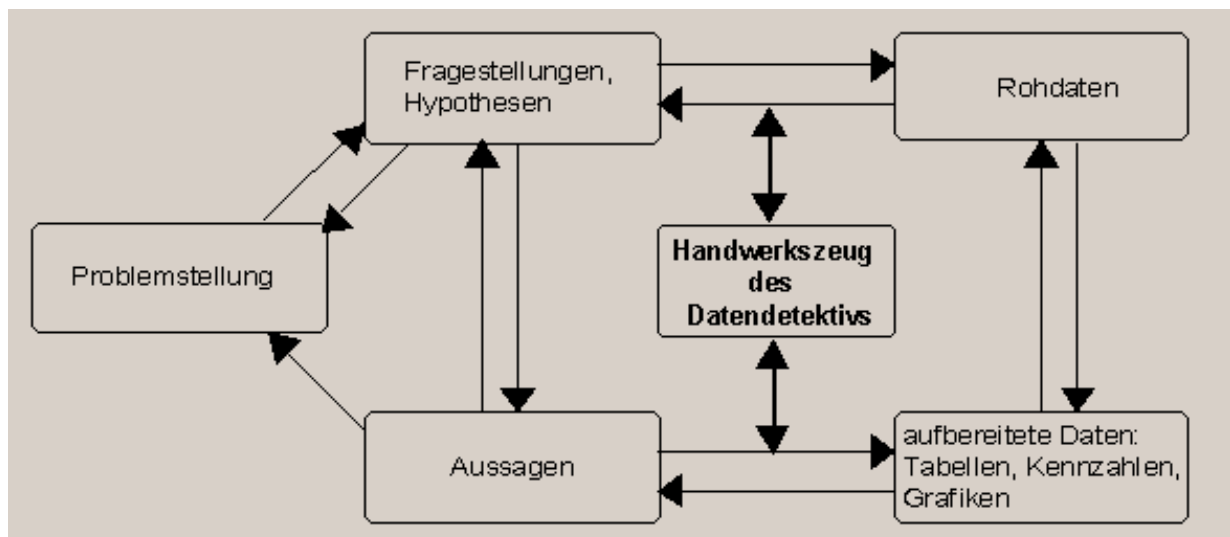 Fragestellungen,
Hypothesen
Rohdaten
Handwerkszeug
des
Datendetektivs
Problemstellung
Aussagen
aufbereitete Daten:
Tabellen, Kennzahlen,
Grafiken